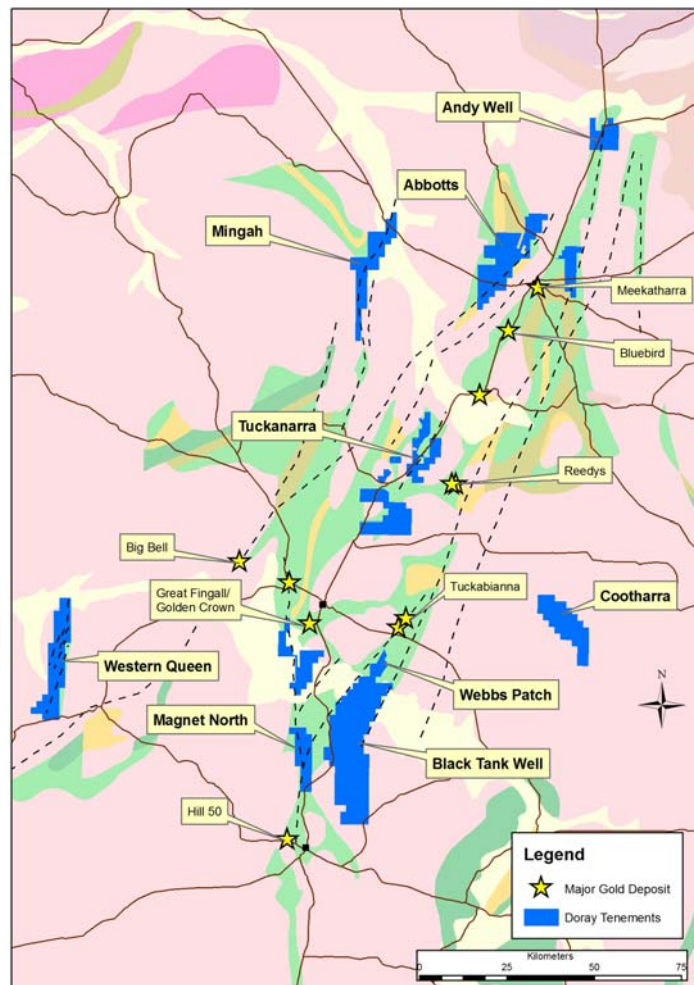 Andy Well
Abbotts
Mingah
Meekatharra
Bluebird
Tuckanarra
Reedys
Big Bell
Great Fingall/
Golden Crown
Tuckabianna
Cootharra
Western Queen
Webbs Patch
N
Magnet North
Black Tank Well
Hill 50
Legend
Major Gold Deposit
Doray Tenements
Kilometers
0 25 50 75